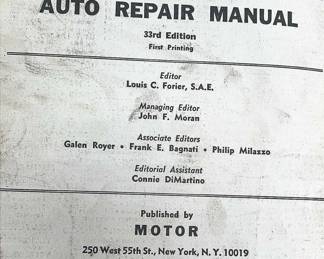 AUTO REPAIR MANUAL
33rd Edition
First Printing
Editor
Louis C. Forier, S.A.E.
Managing Editor
John F. Moran
Associate Editors
Galen Royer • Frank E. Bagnati • Philip Milazzo
Editorial Assistant
Connie DiMartino
Published by
MOTOR
250 West 55th St., New York, N. Y. 10019